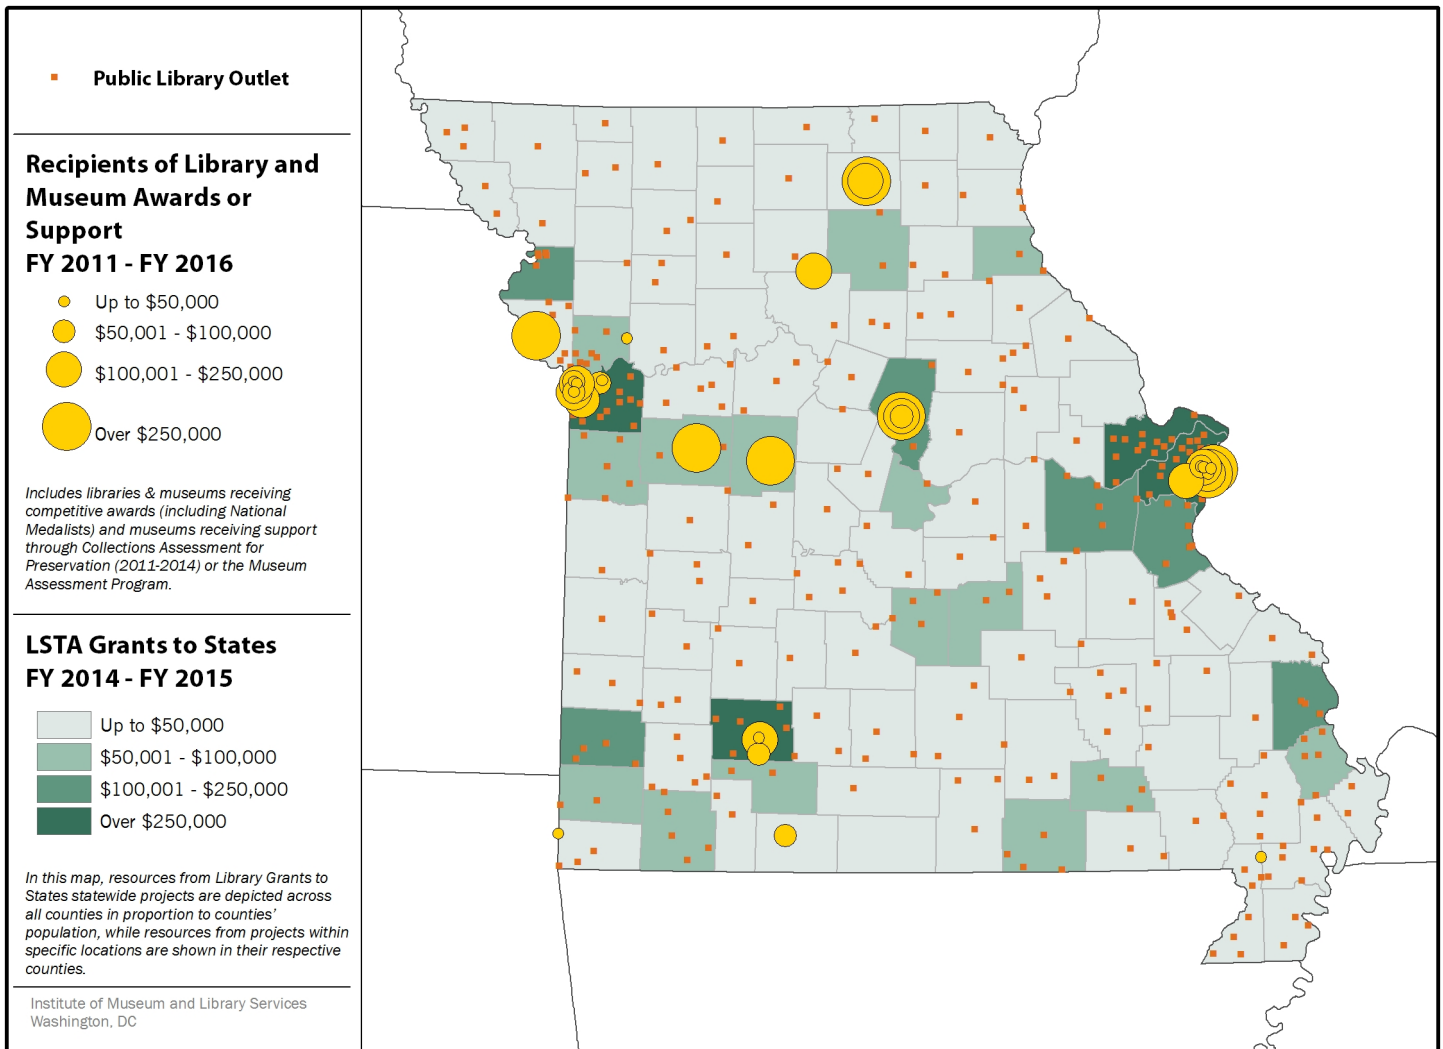 Public Library Outlet
Recipients of Library and
Museum Awards or
Support
FY 2011 - FY 2016
Up to $50,000
$50,001 - $100,000
$100,001 - $250,000
Over $250,000
Includes libraries & museums receiving
competitive awards (including National
Medalists) and museums receiving support
through Collections Assessment for
Preservation (2011-2014) or the Museum
Assessment Program.
LSTA Grants to States
FY 2014 - FY 2015
Up to $50,000
$50,001 - $100,000
$100,001 - $250,000
Over $250,000
In this map, resources from Library Grants to
States statewide projects are depicted across
all counties in proportion to counties’
population, while resources from projects within
specific locations are shown in their respective
counties.
Institute of Museum and Library Services
Washington, DC